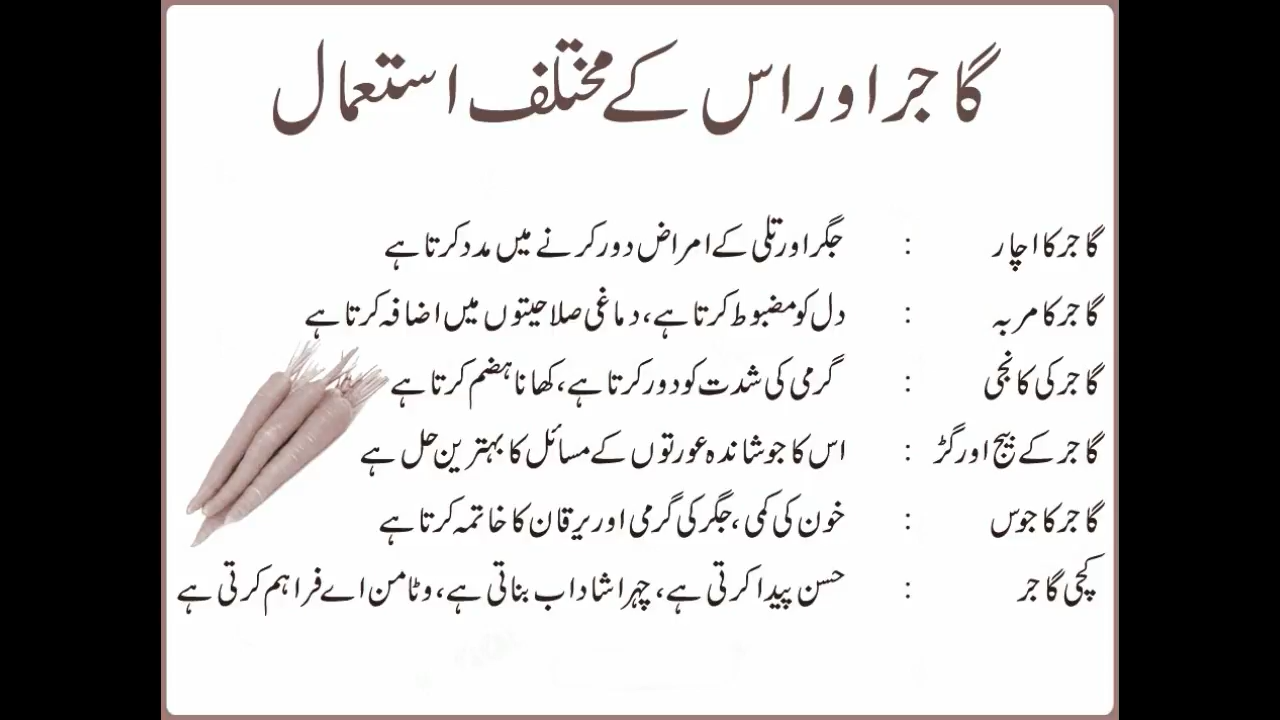 گاجر اور اس کے مختلف استعمال
گاجر کا اچار : جگر اور تلی کے امراض دور کرنے میں مدد کرتا ہے
گاجر کا مربہ : دل کو مضبوط کرتا ہے، دماغی صلاحیتوں میں اضافہ کرتا ہے
گاجر کی کانجی : گرمی کی شدت کو دور کرتا ہے، کھانا ہضم کرتا ہے
گاجر کے بیج اور گڑ : اس کا جوشاندہ عورتوں کے مسائل کا بہترین حل ہے
گاجر کا جوس : خون کی کمی، جگر کی گرمی اور یرقان کا خاتمہ کرتا ہے
کچی گاجر : حسن پیدا کرتی ہے، چہرا شاداب بناتی ہے، وٹامن اے فراہم کرتی ہے